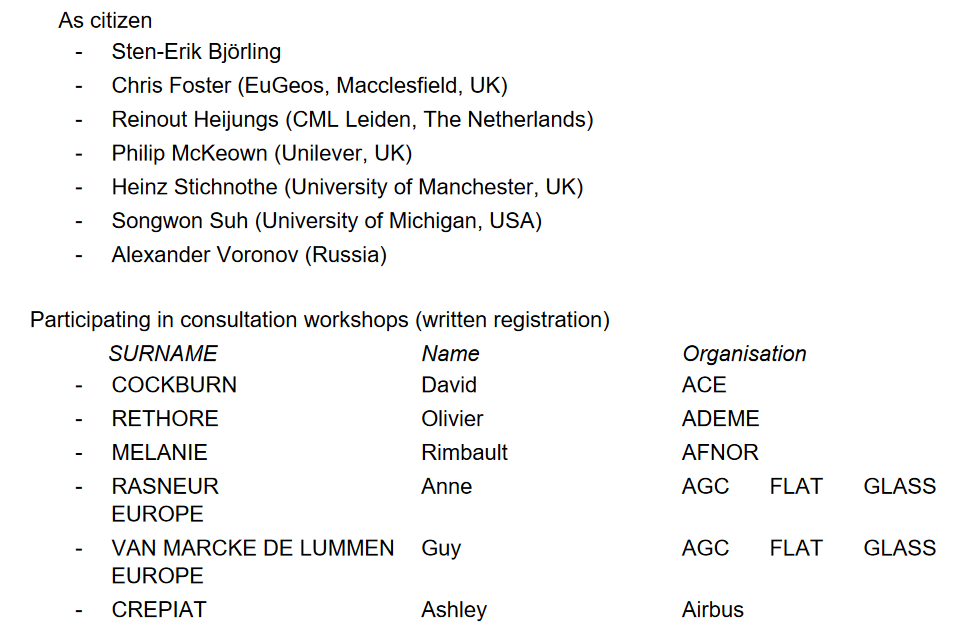 As citizen
- Sten-Erik Björling
- Chris Foster (EuGeos, Macclesfield, UK)
- Reinout Heijungs (CML Leiden, The Netherlands)
- Philip McKeown (Unilever, UK)
- Heinz Stichnothe (University of Manchester, UK)
- Songwon Suh (University of Michigan, USA)
- Alexander Voronov (Russia)
Participating in consultation workshops (written registration)
SURNAME Name Organisation
- COCKBURN David ACE
- RETHORE Olivier ADEME
- MELANIE Rimbault AFNOR
- RASNEUR Anne AGC FLAT GLASS
EUROPE
- VAN MARCKE DE LUMMEN Guy AGC FLAT GLASS
EUROPE
- CREPIAT Ashley Airbus